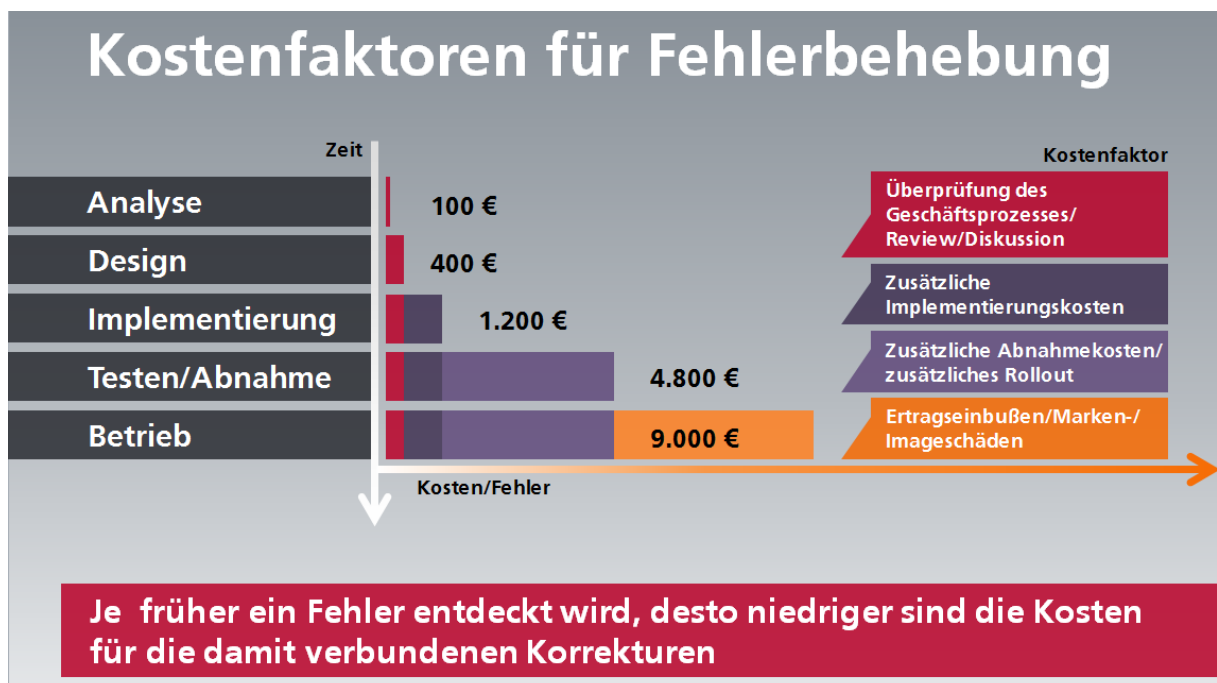 Kostenfaktoren für Fehlerbehebung
Zeit
Kostenfaktor
Analyse
100 €
Design
400 €
Implementierung
1.200 €
Testen/Abnahme
4.800 €
Betrieb
9.000 €
Überprüfung des
Geschäftsprozesses/
Review/Diskussion
Zusätzliche
Implementierungskosten
Zusätzliche Abnahmekosten/
zusätzliches Rollout
Ertragseinbußen/Marken-/
Imageschäden
Kosten/Fehler
Je früher ein Fehler entdeckt wird, desto niedriger sind die Kosten
für die damit verbundenen Korrekturen